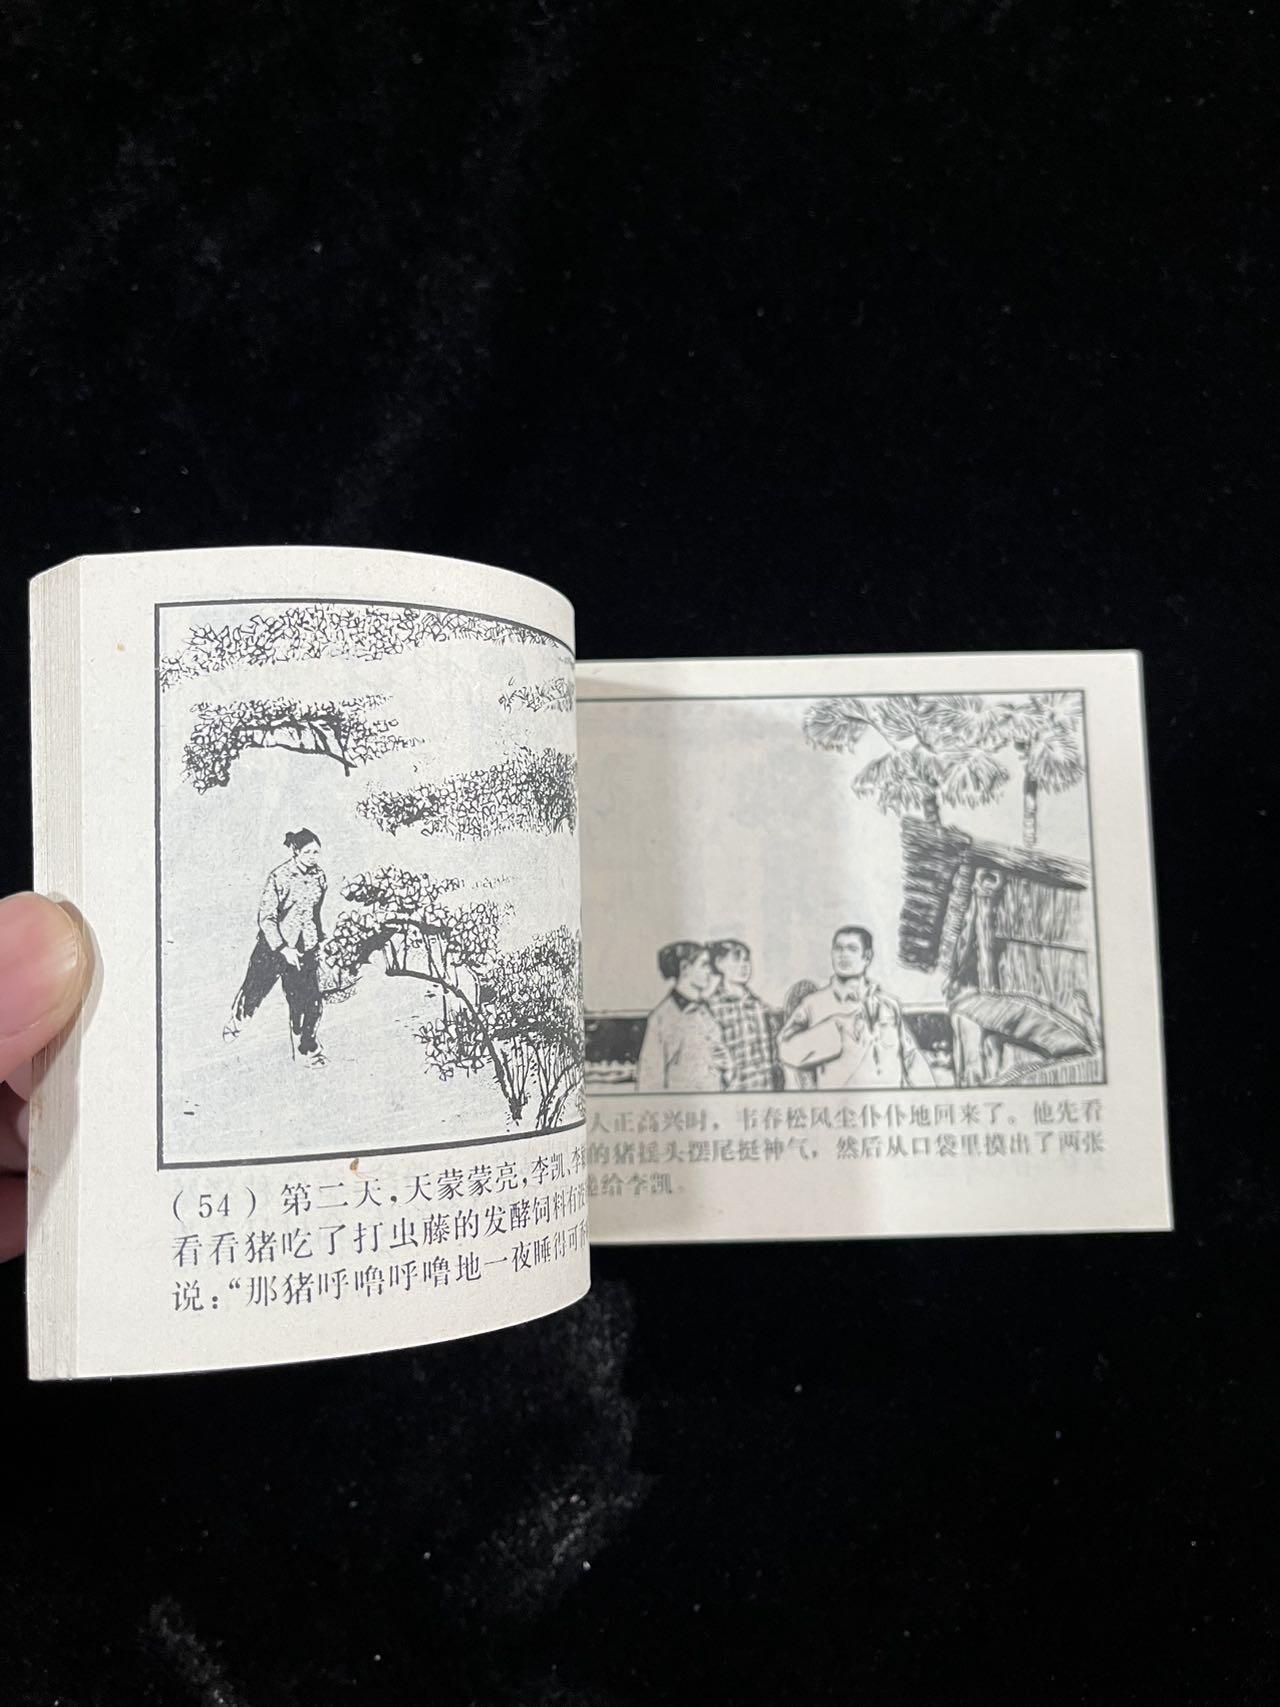 （54）第二天，天蒙蒙亮，李凯、李
看看猪吃了打虫藤的发酵饲料有没
说：“那猪呼噜呼噜地一夜睡得可
人正高兴时，韦春松风尘仆仆地回来了。他先看
的猪摇头摆尾挺神气，然后从口袋里摸出了两张
给李凯。